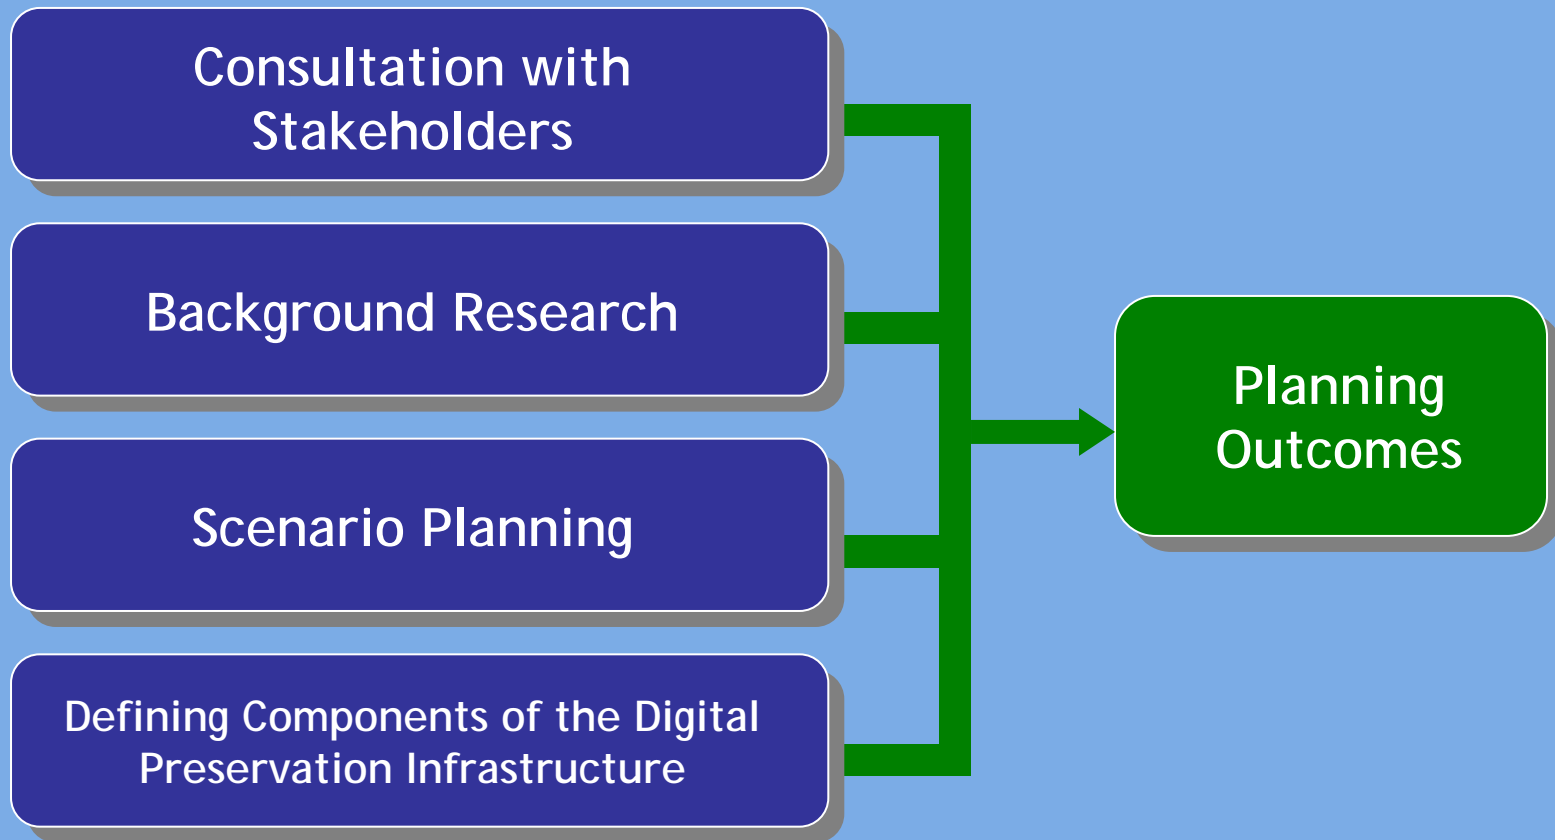 Consultation with
Stakeholders
Background Research
Scenario Planning
Defining Components of the Digital
Preservation Infrastructure
Planning
Outcomes